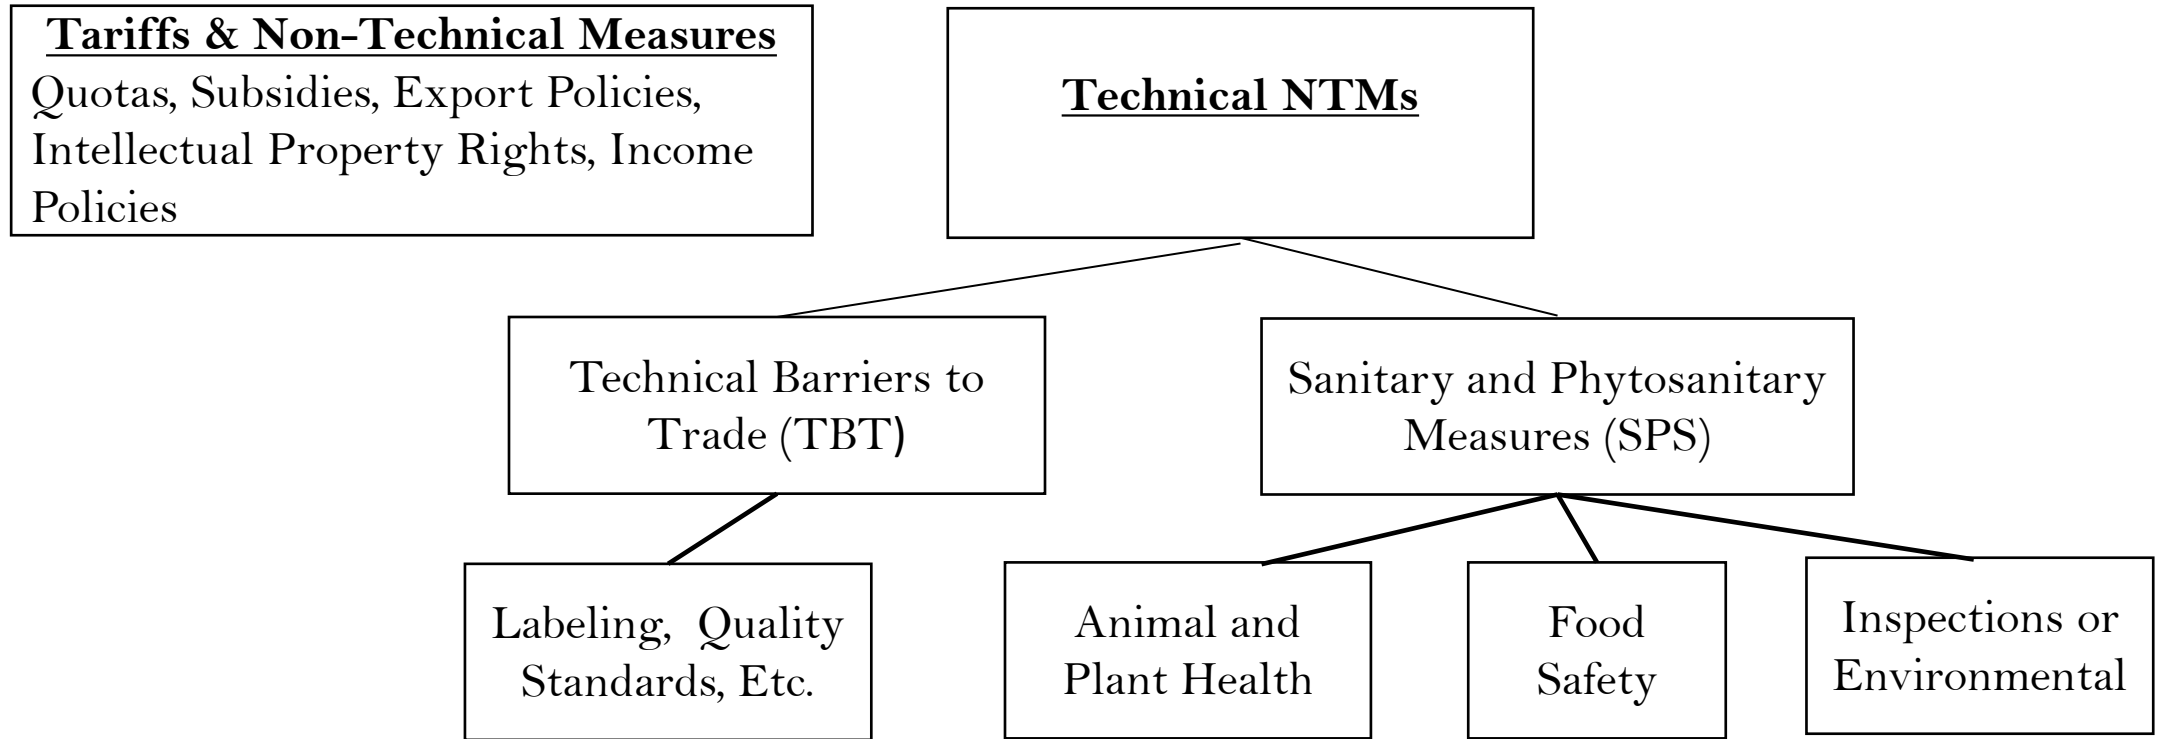 Tariffs & Non-Technical Measures
Quotas, Subsidies, Export Policies,
Intellectual Property Rights, Income
Policies
Technical NTMs
Technical Barriers to
Trade (TBT)
Sanitary and Phytosanitary
Measures (SPS)
Labeling, Quality
Standards, Etc.
Animal and
Plant Health
Food
Safety
Inspections or
Environmental